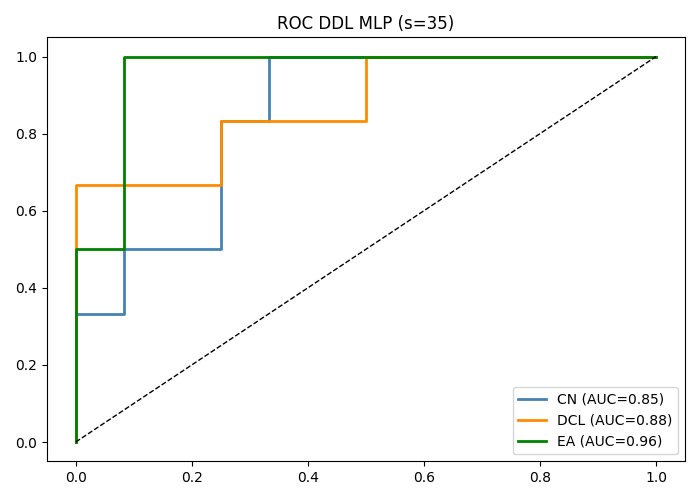 ROC DDL MLP (s=35)
1.0
0.8
0.6
0.4
0.2
0.0
0.0 0.2 0.4 0.6 0.8 1.0
CN (AUC=0.85)
DCL (AUC=0.88)
EA (AUC=0.96)